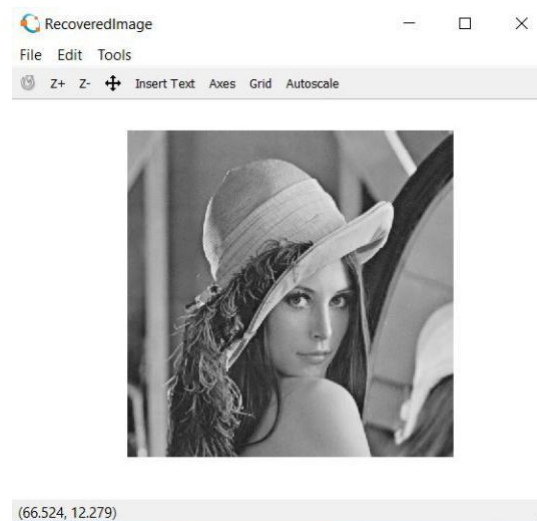 RecoveredImage
File Edit Tools
Z+ Z- Insert Text Axes Grid Autoscale
(66.524, 12.279)